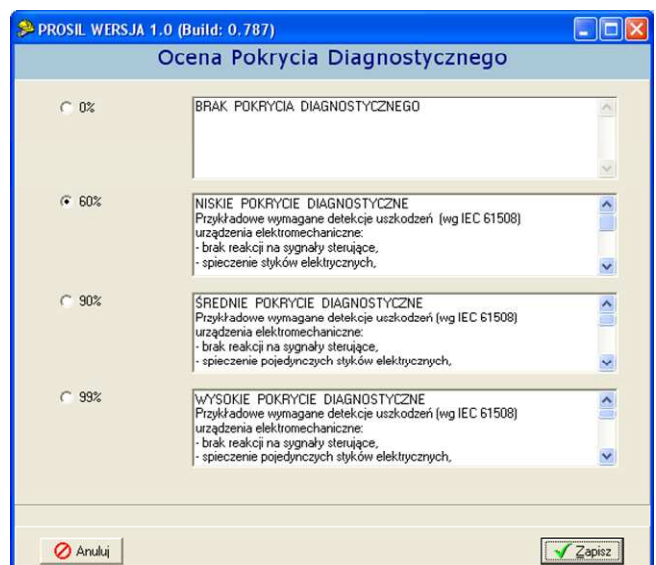 PROSIL WERSJA 1.0 (Build: 0.787)
Ocena Pokrycia Diagnostycznego
0%
BRAK POKRYCIA DIAGNOSTYCZNEGO
60%
NISKIE POKRYCIE DIAGNOSTYCZNE
Przykładowe wymagane detekcje uszkodzeń (wg IEC 61508)
urządzenia elektromechaniczne:
- brak reakcji na sygnały sterujące,
- spieczenie styków elektrycznych,
90%
ŚREDNIE POKRYCIE DIAGNOSTYCZNE
Przykładowe wymagane detekcje uszkodzeń (wg IEC 61508)
urządzenia elektromechaniczne:
- brak reakcji na sygnały sterujące,
- spieczenie pojedynczych styków elektrycznych,
99%
WYSOKIE POKRYCIE DIAGNOSTYCZNE
Przykładowe wymagane detekcje uszkodzeń (wg IEC 61508)
urządzenia elektromechaniczne:
- brak reakcji na sygnały sterujące,
- spieczenie pojedynczych styków elektrycznych,
Anuluj
Zapisz